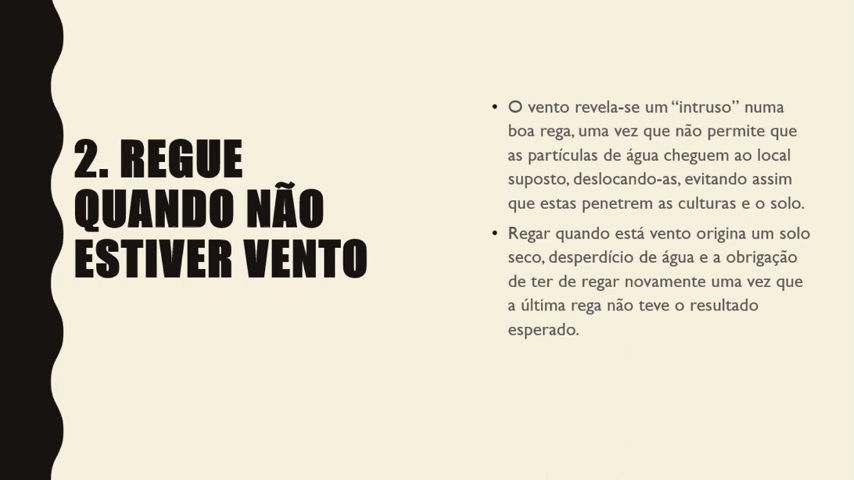 2. REGUE
QUANDO NÃO
ESTIVER VENTO
• O vento revela-se um “intruso” numa
boa rega, uma vez que não permite que
as partículas de água cheguem ao local
suposto, deslocando-as, evitando assim
que estas penetrem as culturas e o solo.
• Regar quando está vento origina um solo
seco, desperdício de água e a obrigação
de ter de regar novamente uma vez que
a última rega não teve o resultado
esperado.